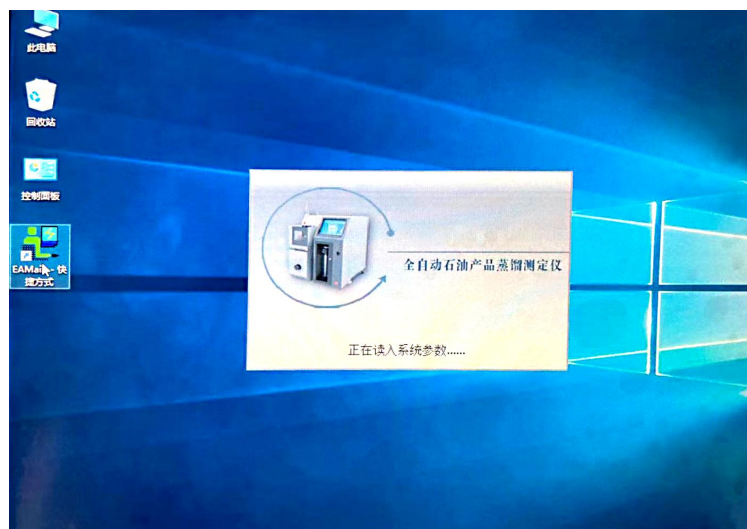 此电脑
回收站
控制面板
EAMain - 快
捷方式
全自动石油产品蒸馏测定仪
正在读入系统参数......